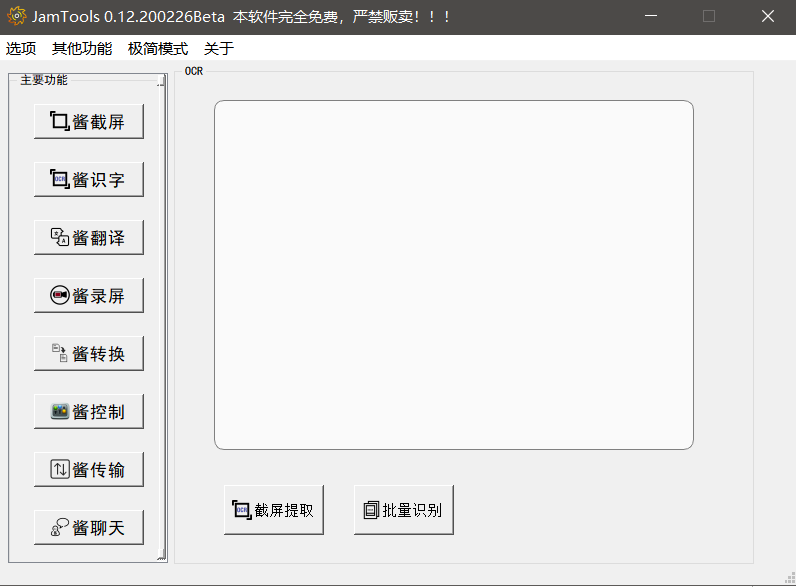 JamTools 0.12.200226Beta 本软件完全免费，严禁贩卖！！！
选项 其他功能 极简模式 关于
主要功能
酱截屏
OCR 酱识字
酱翻译
酱录屏
酱转换
酱控制
酱传输
酱聊天
OCR
OCR 截屏提取
批量识别